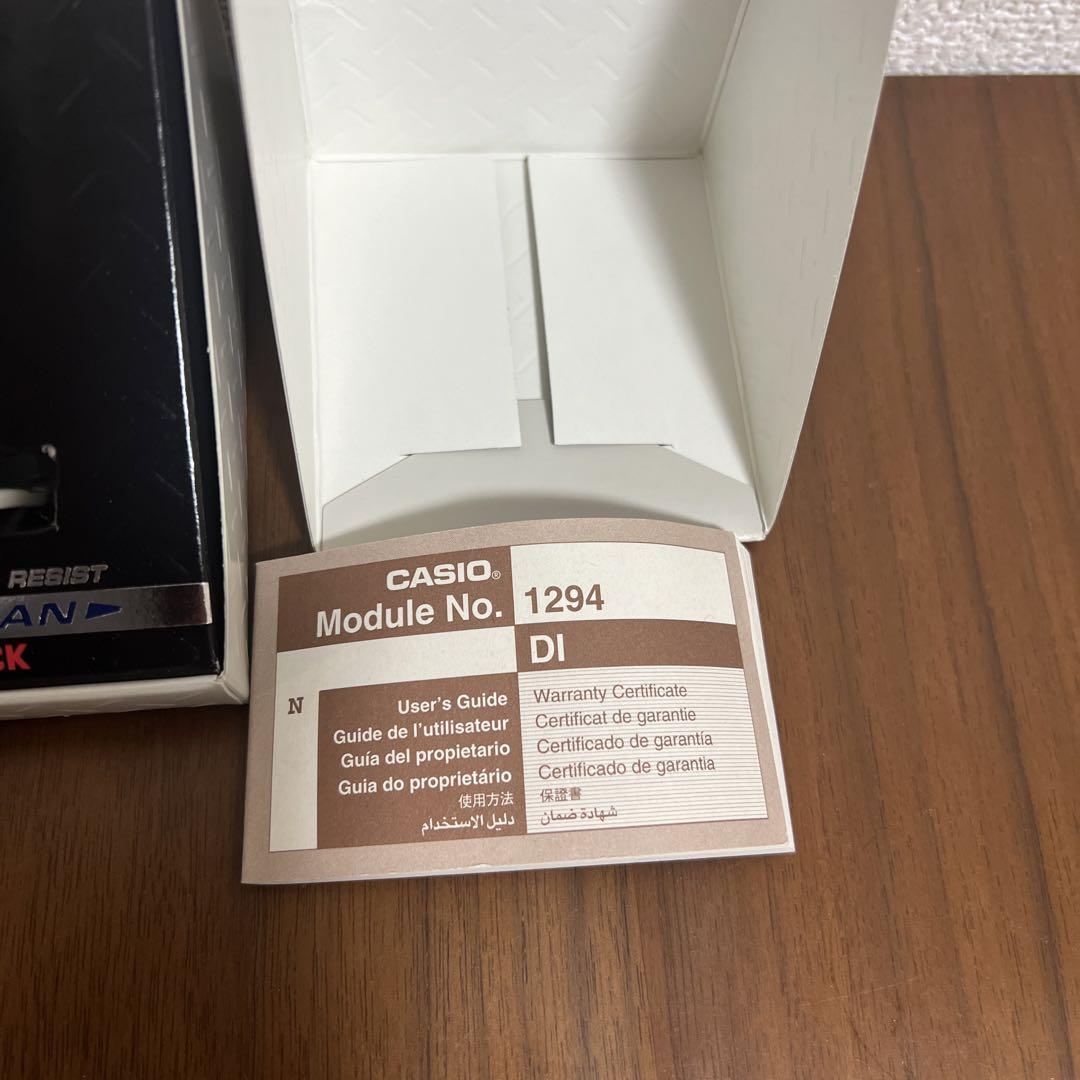 RESIST
AN
CK
CASIO®
Module No. 1294
DI
N
User's Guide
Guide de l'utilisateur
Guía del propietario
Guia do proprietário
使用方法
دليل الاستخدام
Warranty Certificate
Certificat de garantie
Certificado de garantía
Certificado de garantia
保證書
شهادة ضمان